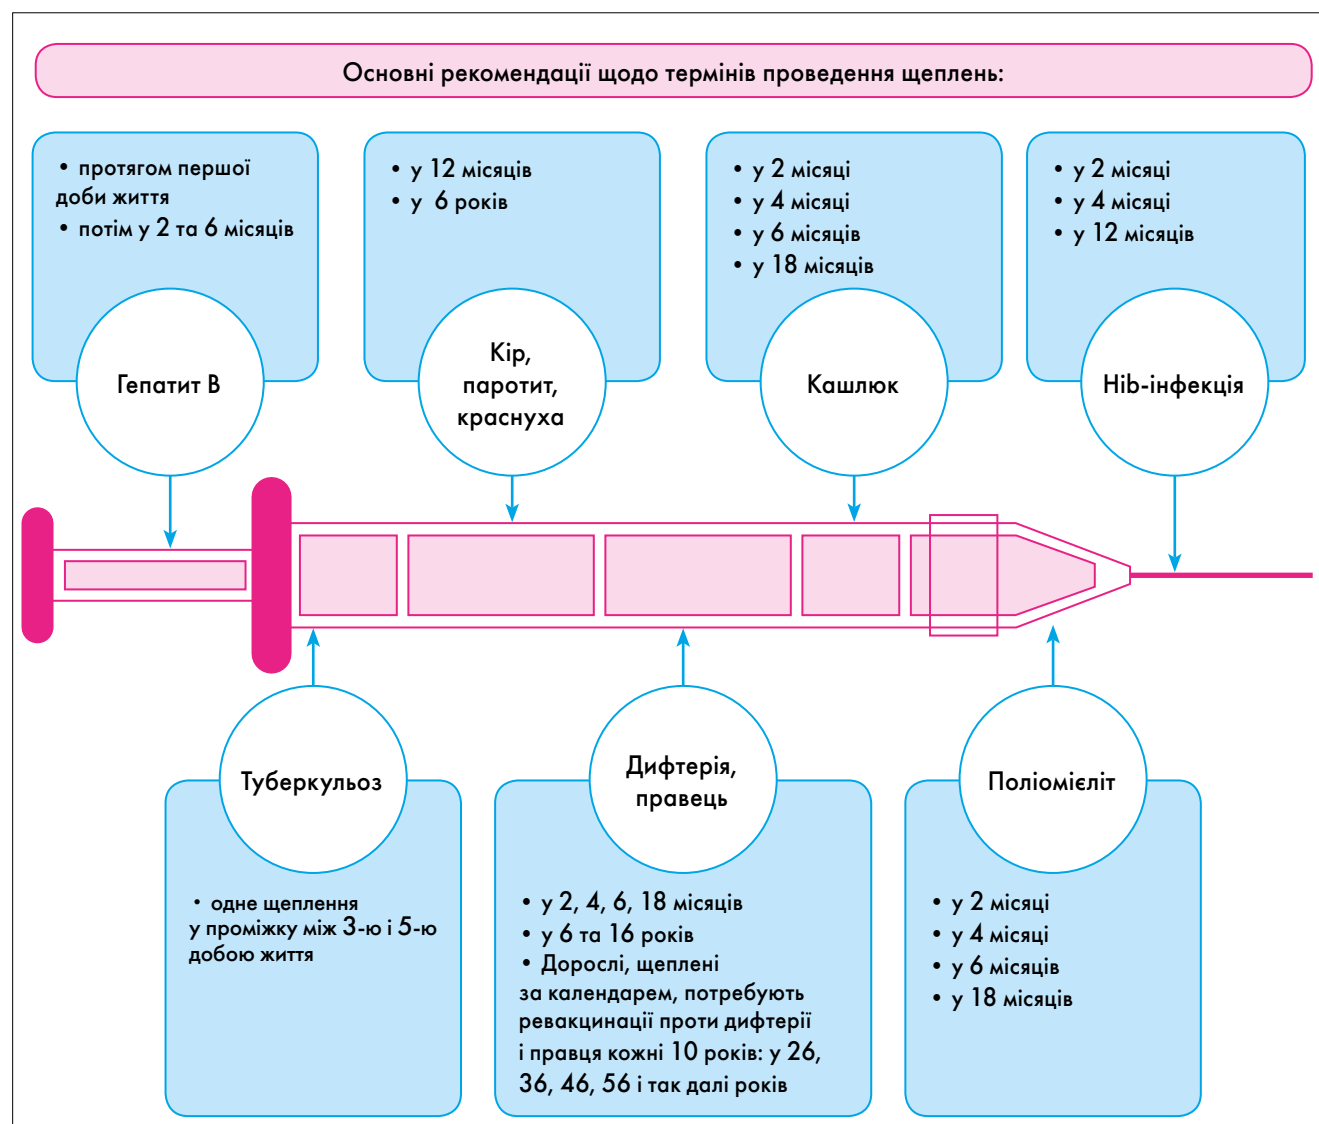 Основні рекомендації щодо термінів проведення щеплень:
• протягом першої
доби життя
• потім у 2 та 6 місяців
Гепатит В
• у 12 місяців
• у 6 років
Кір,
паротит,
краснуха
• у 2 місяці
• у 4 місяці
• у 6 місяців
• у 18 місяців
Кашлюк
• у 2 місяці
• у 4 місяці
• у 12 місяців
Hib-інфекція
Туберкульоз
• одне щеплення
у проміжку між 3-ю і 5-ю
добою життя
Дифтерія,
правець
• у 2, 4, 6, 18 місяців
• у 6 та 16 років
• Дорослі, щеплені
за календарем, потребують
ревакцинації проти дифтерії
і правця кожні 10 років: у 26,
36, 46, 56 і так далі років
Поліомієліт
• у 2 місяці
• у 4 місяці
• у 6 місяців
• у 18 місяців